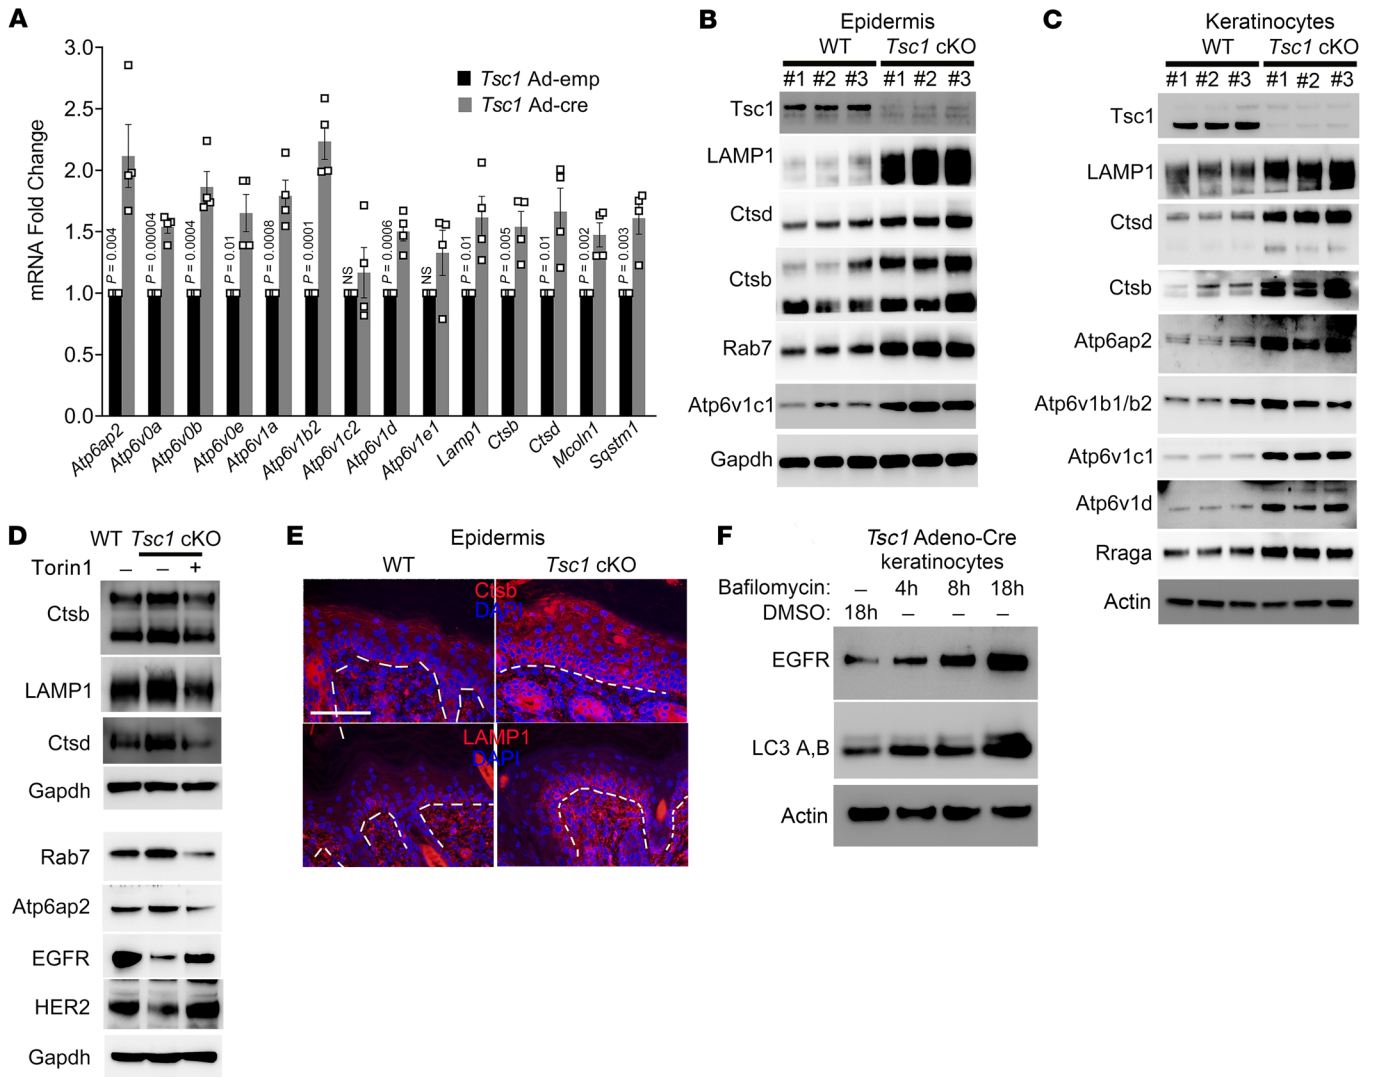 A
mRNA Fold Change
3.0
2.5
2.0
1.5
1.0
0.5
0.0
Tsc1 Ad-emp
Tsc1 Ad-cre
P = 0.004
P = 0.00004
P = 0.0004
P = 0.01
P = 0.0008
P = 0.0001
NS
P = 0.0006
NS
P = 0.01
P = 0.005
P = 0.01
P = 0.002
P = 0.003
Atp6ap2
Atp6v0a
Atp6v0b
Atp6v0e
Atp6v1a
Atp6v1b2
Atp6v1c2
Atp6v1d
Atp6v1e1
Lamp1
Ctsb
Ctsd
Mcoln1
Sqstm1
B
Epidermis
WT Tsc1 cKO
#1 #2 #3 #1 #2 #3
Tsc1
LAMP1
Ctsd
Ctsb
Rab7
Atp6v1c1
Gapdh
C
Keratinocytes
WT Tsc1 cKO
#1 #2 #3 #1 #2 #3
Tsc1
LAMP1
Ctsd
Ctsb
Atp6ap2
Atp6v1b1/b2
Atp6v1c1
Atp6v1d
Rraga
Actin
D
WT Tsc1 cKO
Torin1 – – +
Ctsb
LAMP1
Ctsd
Gapdh
Rab7
Atp6ap2
EGFR
HER2
Gapdh
E
Epidermis
WT Tsc1 cKO
Ctsb
DAPI
LAMP1
DAPI
F
Tsc1 Adeno-Cre
keratinocytes
Bafilomycin: – 4h 8h 18h
DMSO: 18h – – –
EGFR
LC3 A,B
Actin